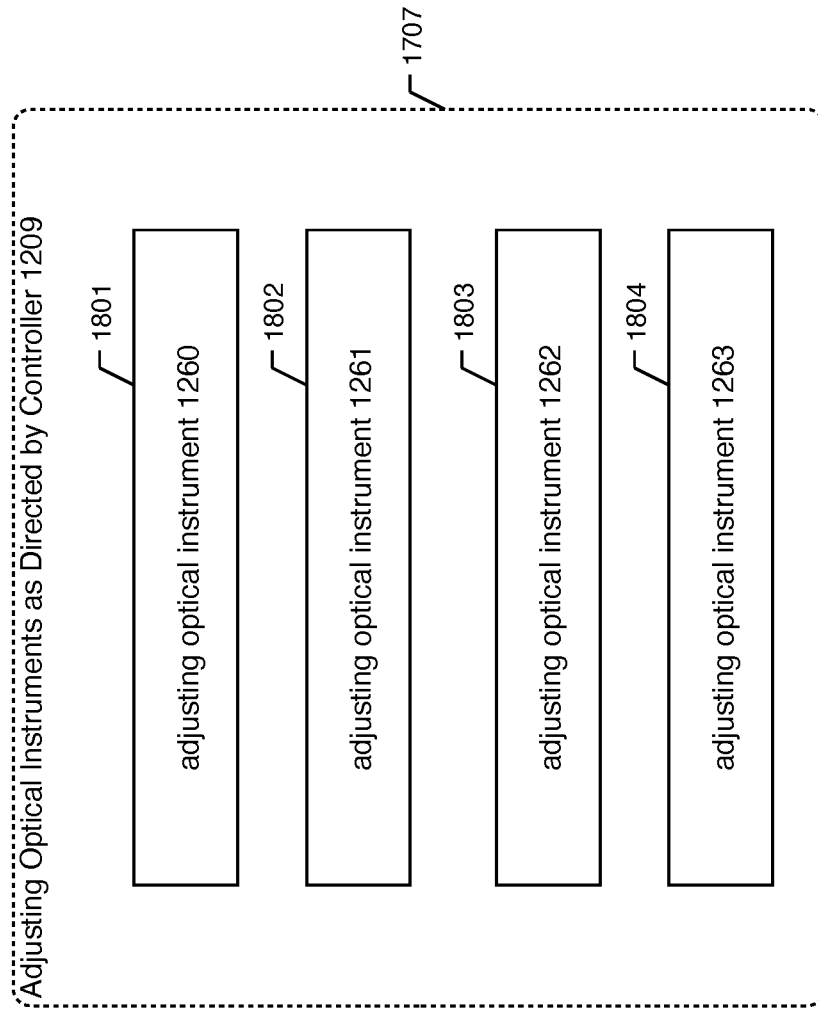 1707
Adjusting Optical Instruments as Directed by Controller 1209
1801
adjusting optical instrument 1260
1802
adjusting optical instrument 1261
1803
adjusting optical instrument 1262
1804
adjusting optical instrument 1263